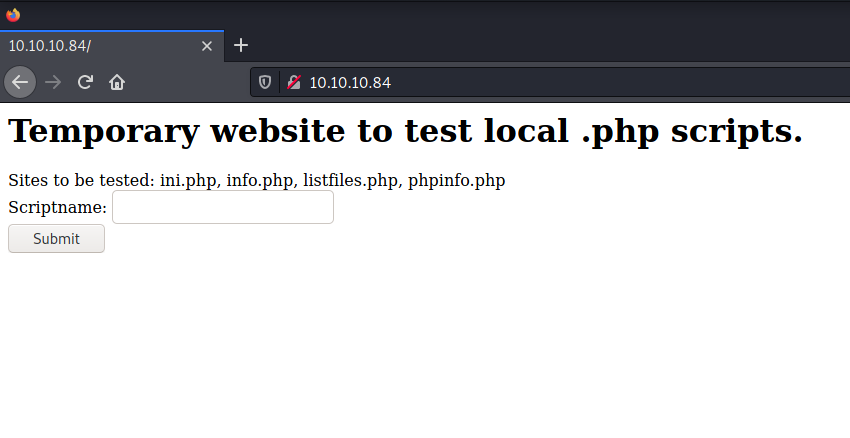 10.10.10.84/
10.10.10.84
Temporary website to test local .php scripts.
Sites to be tested: ini.php, info.php, listfiles.php, phpinfo.php
Scriptname:
Submit